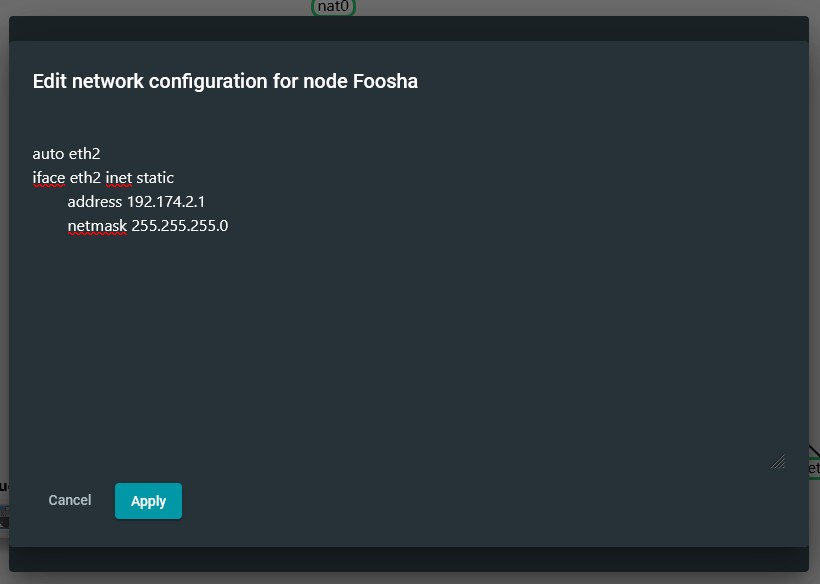 nat0
Edit network configuration for node Foosha
auto eth2
iface eth2 inet static
address 192.174.2.1
netmask 255.255.255.0
Cancel
Apply